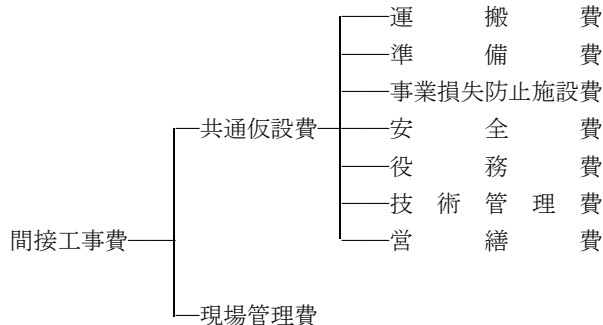 運搬費
準備費
事業損失防止施設費
共通仮設費
安全費
役務費
技術管理費
間接工事費
営繕費
現場管理費